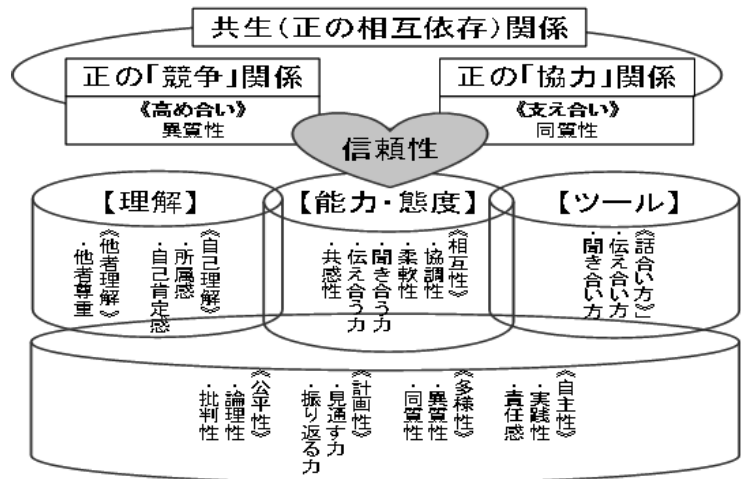 共生(正の相互依存)関係
正の「競争」関係
《高め合い》
異質性
正の「協力」関係
《支え合い》
同質性
信頼性
【理解】
《自己理解》
・所属感
・自己肯定感
《他者理解》
・他者尊重
【能力・態度】
《相互性》
・協調性
・柔軟性
・聞き合う力
・伝え合う力
・共感性
【ツール】
《話合い方》」
・伝え合い方
・聞き合い方
《自主性》
・実践性
・責任感
《多様性》
・異質性
・同質性
《計画性》
・見通す力
・振り返る力
《公平性》
・論理性
・批判性